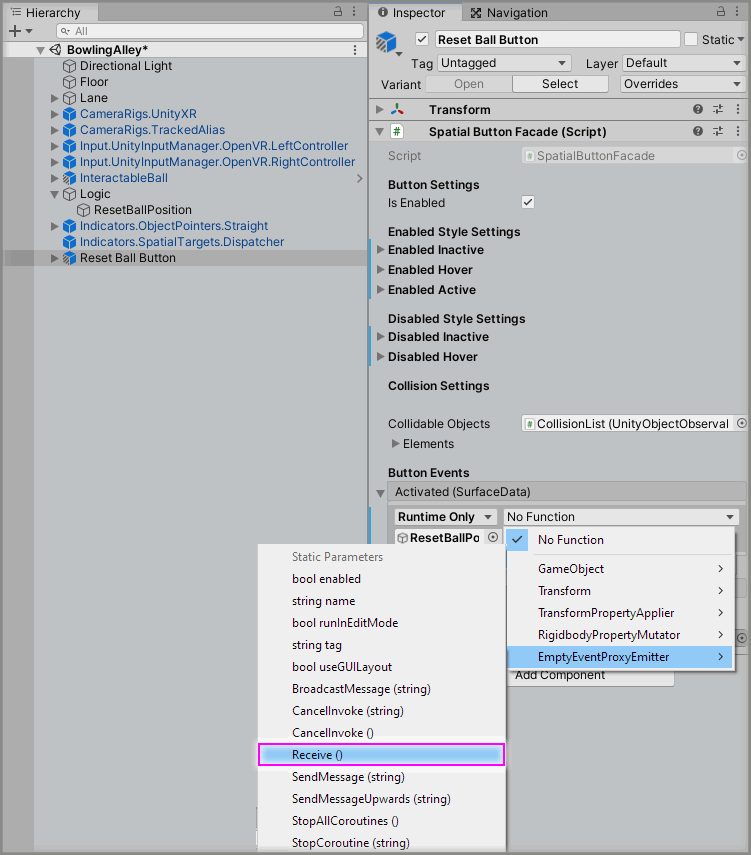 Hierarchy
All
BowlingAlley*
Directional Light
Floor
Lane
CameraRigs.UnityXR
CameraRigs.TrackedAlias
Input.UnityInputManager.OpenVR.LeftController
Input.UnityInputManager.OpenVR.RightController
InteractableBall
Logic
ResetBallPosition
Indicators.ObjectPointers.Straight
Indicators.SpatialTargets.Dispatcher
Reset Ball Button
Inspector Navigation
Reset Ball Button Static
Tag Untagged Layer Default
Variant Open Select Overrides
Transform
# Spatial Button Facade (Script)
Script # SpatialButtonFacade
Button Settings
Is Enabled
Enabled Style Settings
Enabled Inactive
Enabled Hover
Enabled Active
Disabled Style Settings
Disabled Inactive
Disabled Hover
Collision Settings
Collidable Objects # CollisionList (UnityObjectObserval
Elements
Button Events
Activated (SurfaceData)
Runtime Only No Function
ResetBallPo
No Function
GameObject
Transform
TransformPropertyApplier
RigidbodyPropertyMutator
EmptyEventProxyEmitter
Add Component
Static Parameters
bool enabled
string name
bool runInEditMode
string tag
bool useGUILayout
BroadcastMessage (string)
CancelInvoke (string)
CancelInvoke ()
Receive ()
SendMessage (string)
SendMessageUpwards (string)
StopAllCoroutines ()
StopCoroutine (string)